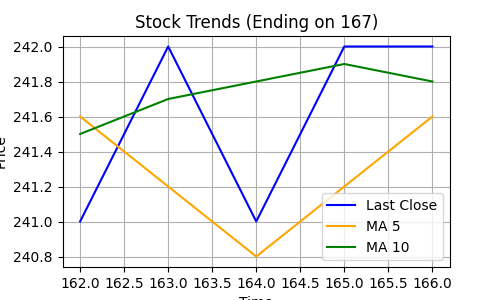 Stock Trends (Ending on 167)
242.0
241.8
241.6
241.4
241.2
241.0
240.8
Price
Last Close
MA 5
MA 10
162.0 162.5 163.0 163.5 164.0 164.5 165.0 165.5 166.0
Time